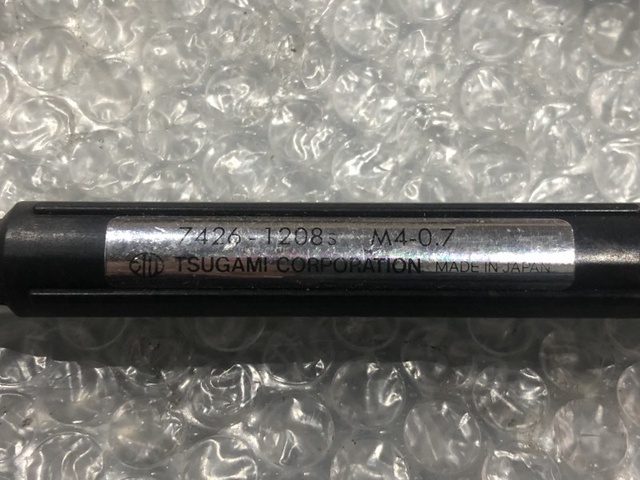 7426-1208s M4-0.7
TSUGAMI CORPORATION MADE IN JAPAN